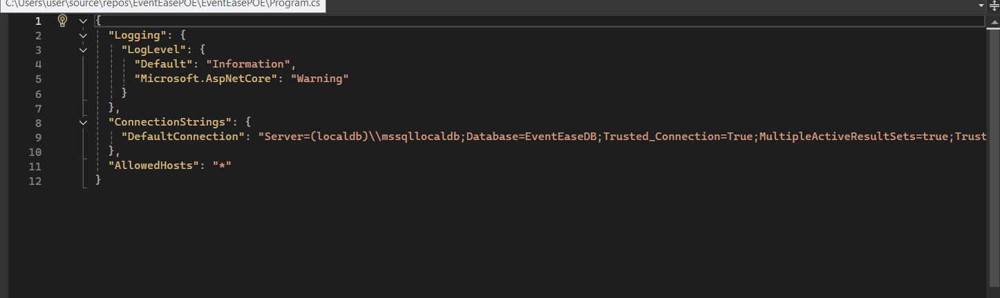 C:\Users\user\source\repos\EventEasePOE\EventEasePOE\Program.cs
1 {
2 "Logging": {
3 "LogLevel": {
4 "Default": "Information",
5 "Microsoft.AspNetCore": "Warning"
6 }
7 },
8 "ConnectionStrings": {
9 "DefaultConnection": "Server=(localdb)\\mssqllocaldb;Database=EventEaseDB;Trusted_Connection=True;MultipleActiveResultSets=true;Trust
10 },
11 "AllowedHosts": "*"
12 }